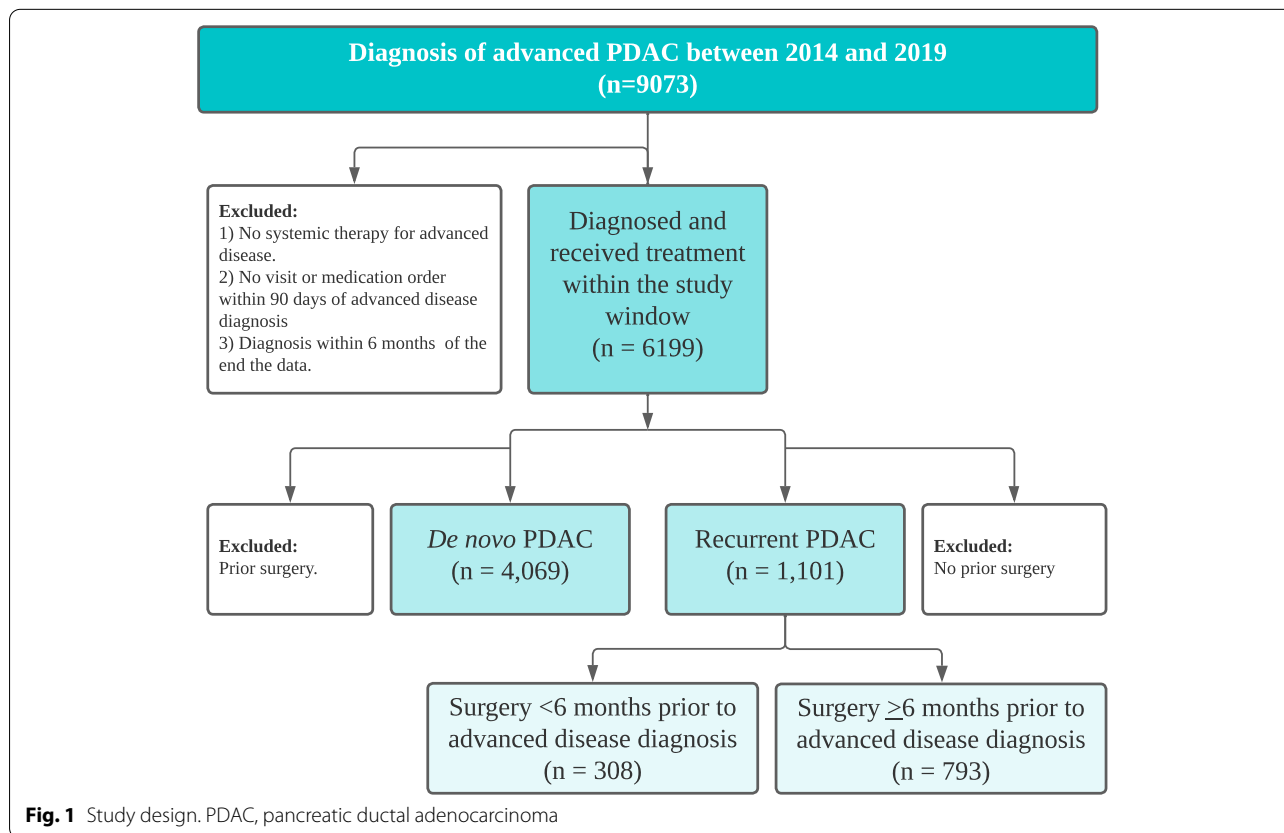 Diagnosis of advanced PDAC between 2014 and 2019
(n=9073)
Excluded:
1) No systemic therapy for advanced
disease.
2) No visit or medication order
within 90 days of advanced disease
diagnosis
3) Diagnosis within 6 months of the
end the data.
Diagnosed and
received treatment
within the study
window
(n = 6199)
Excluded:
Prior surgery.
De novo PDAC
(n = 4,069)
Recurrent PDAC
(n = 1,101)
Excluded:
No prior surgery
Surgery <6 months prior to
advanced disease diagnosis
(n = 308)
Surgery ≥6 months prior to
advanced disease diagnosis
(n = 793)
Fig. 1 Study design. PDAC, pancreatic ductal adenocarcinoma